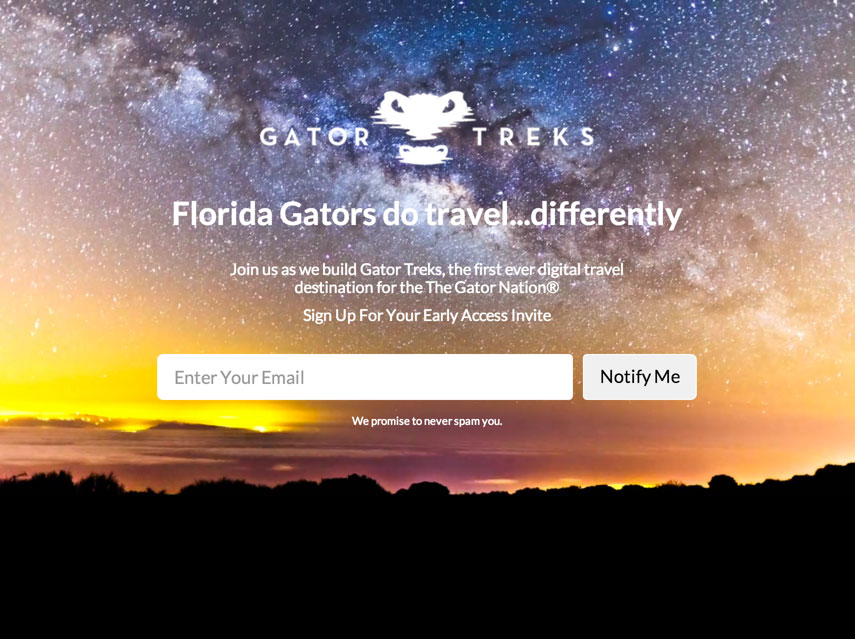 GATOR TREKS
Florida Gators do travel...differently
Join us as we build Gator Treks, the first ever digital travel
destination for the The Gator Nation®
Sign Up For Your Early Access Invite
Enter Your Email
Notify Me
We promise to never spam you.